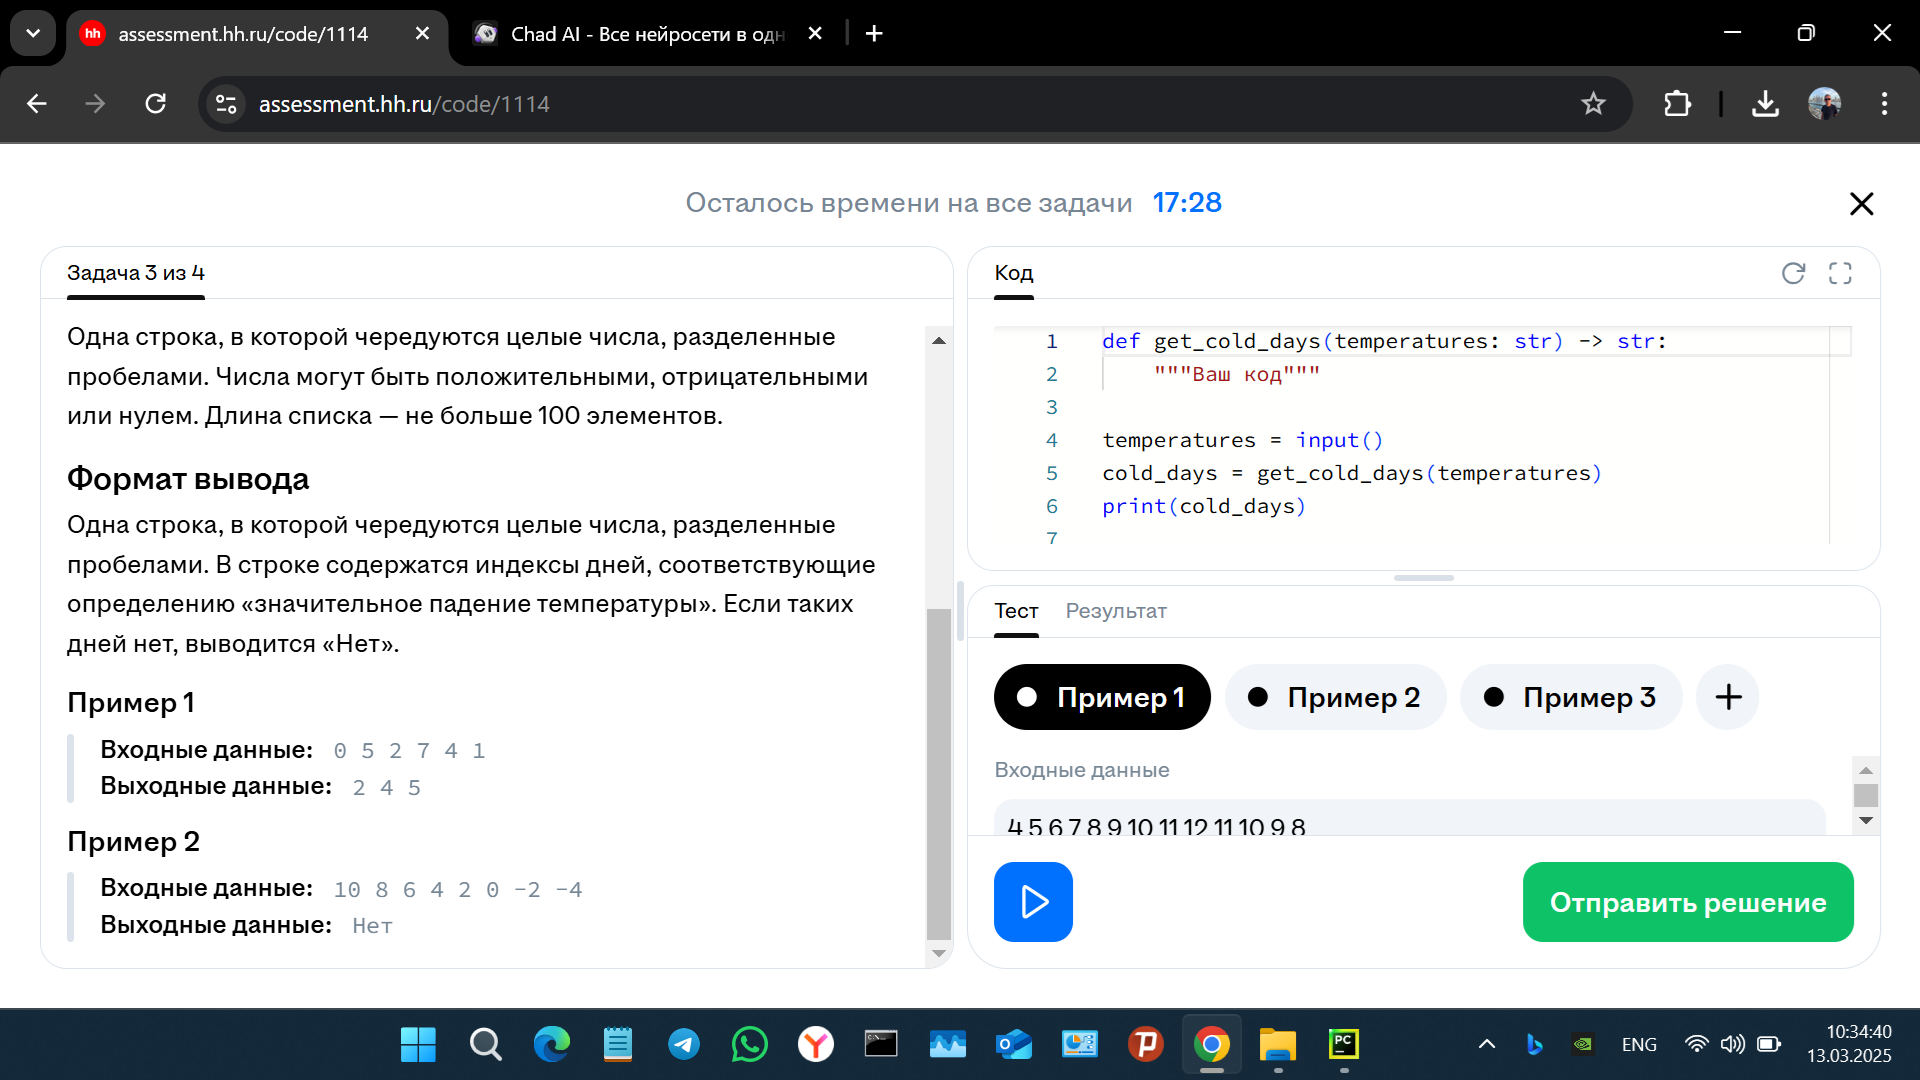 assessment.hh.ru/code/1114
Chad AI - Все нейросети в одн
assessment.hh.ru/code/1114
Осталось времени на все задачи 17:28
Задача 3 из 4
Одна строка, в которой чередуются целые числа, разделенные
пробелами. Числа могут быть положительными, отрицательными
или нулем. Длина списка — не больше 100 элементов.
Формат вывода
Одна строка, в которой чередуются целые числа, разделенные
пробелами. В строке содержатся индексы дней, соответствующие
определению «значительное падение температуры». Если таких
дней нет, выводится «Нет».
Пример 1
Входные данные: 0 5 2 7 4 1
Выходные данные: 2 4 5
Пример 2
Входные данные: 10 8 6 4 2 0 -2 -4
Выходные данные: Нет
Код
1 def get_cold_days(temperatures: str) -> str:
2 """Ваш код"""
3
4 temperatures = input()
5 cold_days = get_cold_days(temperatures)
6 print(cold_days)
7
Тест Результат
Пример 1 Пример 2 Пример 3
Входные данные
4 5 6 7 8 9 10 11 12 11 10 9 8
Отправить решение
ENG
10:34:40
13.03.2025